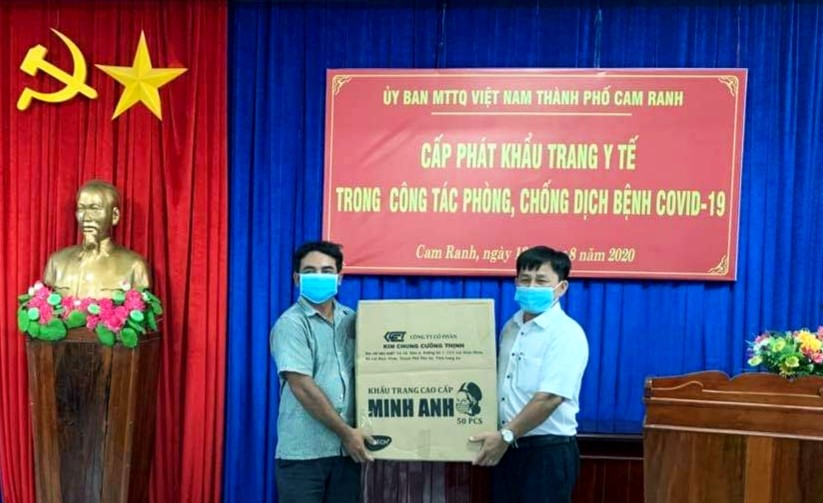 ỦY BAN MTTQ VIỆT NAM THÀNH PHỐ CAM RANH
CẤP PHÁT KHẨU TRANG Y TẾ
TRONG CÔNG TÁC PHÒNG, CHỐNG DỊCH BỆNH COVID-19
Cam Ranh, ngày 8 năm 2020
CÔNG TY CỔ PHẦN
KIM CHUNG CƯỜNG THỊNH
KHẨU TRANG CAO CẤP
MINH ANH
50 PCS